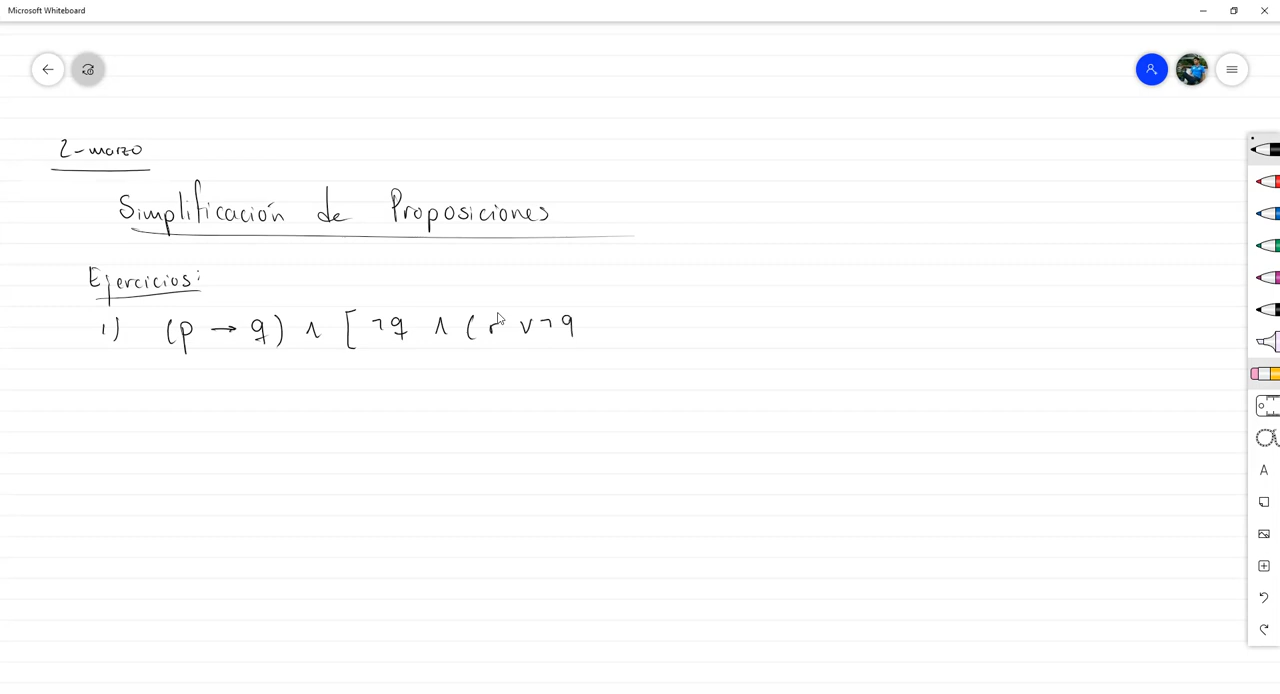 Microsoft Whiteboard
2-marzo
Simplificación de Proposiciones
Ejercicios:
1) (p → q) ∧ [ ¬q ∧ ( r ∨ ¬q
A